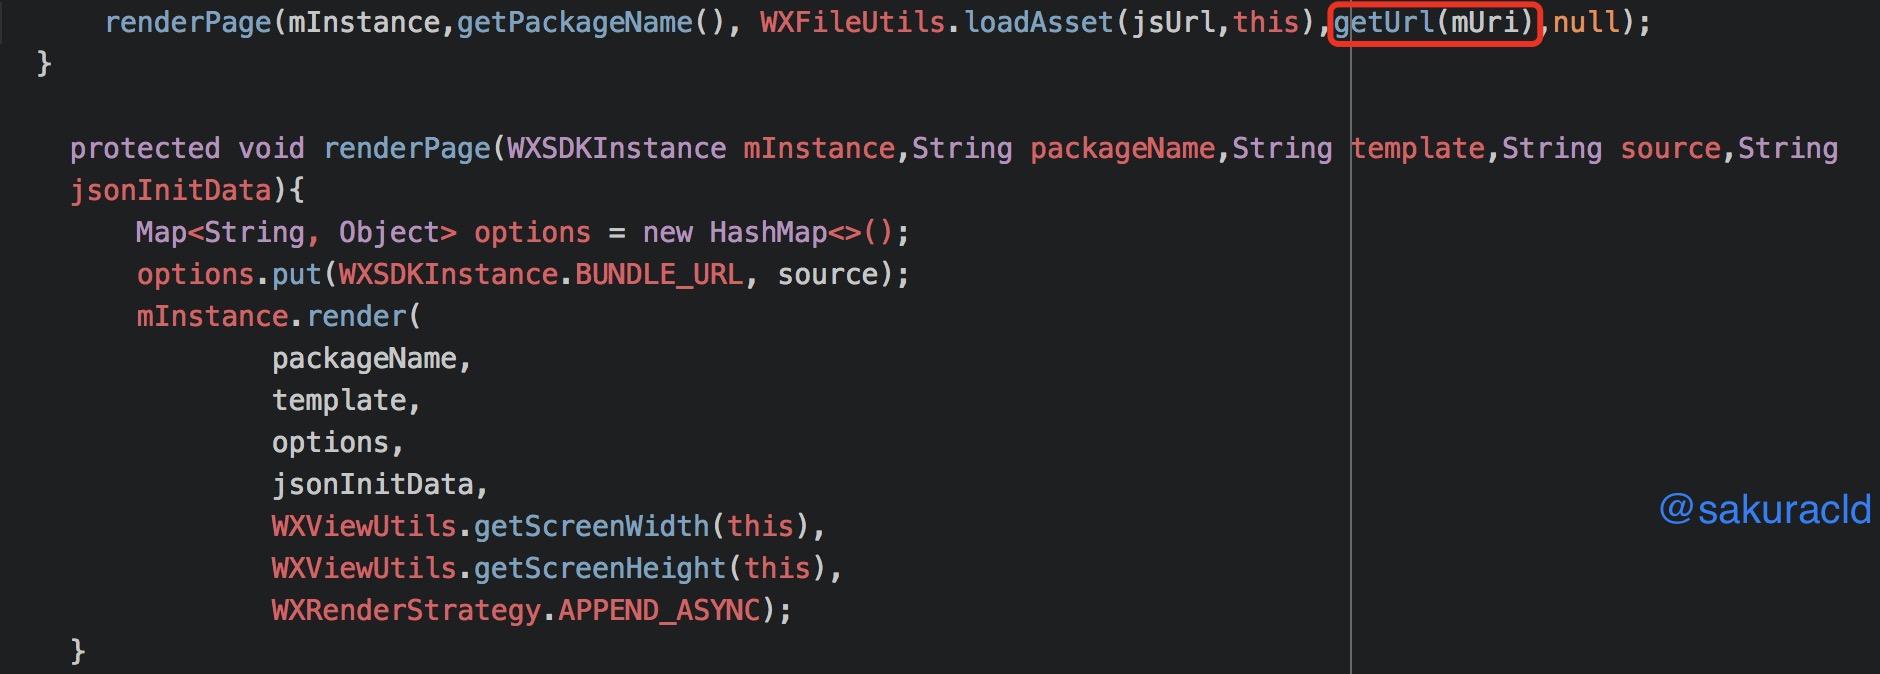 renderPage(mInstance,getPackageName(), WXFileUtils.loadAsset(jsUrl,this),getUrl(mUri),null);
}
protected void renderPage(WXSDKInstance mInstance,String packageName,String template,String source,String
jsonInitData){
Map<String, Object> options = new HashMap<>();
options.put(WXSDKInstance.BUNDLE_URL, source);
mInstance.render(
packageName,
template,
options,
jsonInitData,
@sakuracld
WXViewUtils.getScreenWidth(this),
WXViewUtils.getScreenHeight(this),
WXRenderStrategy.APPEND_ASYNC);
}